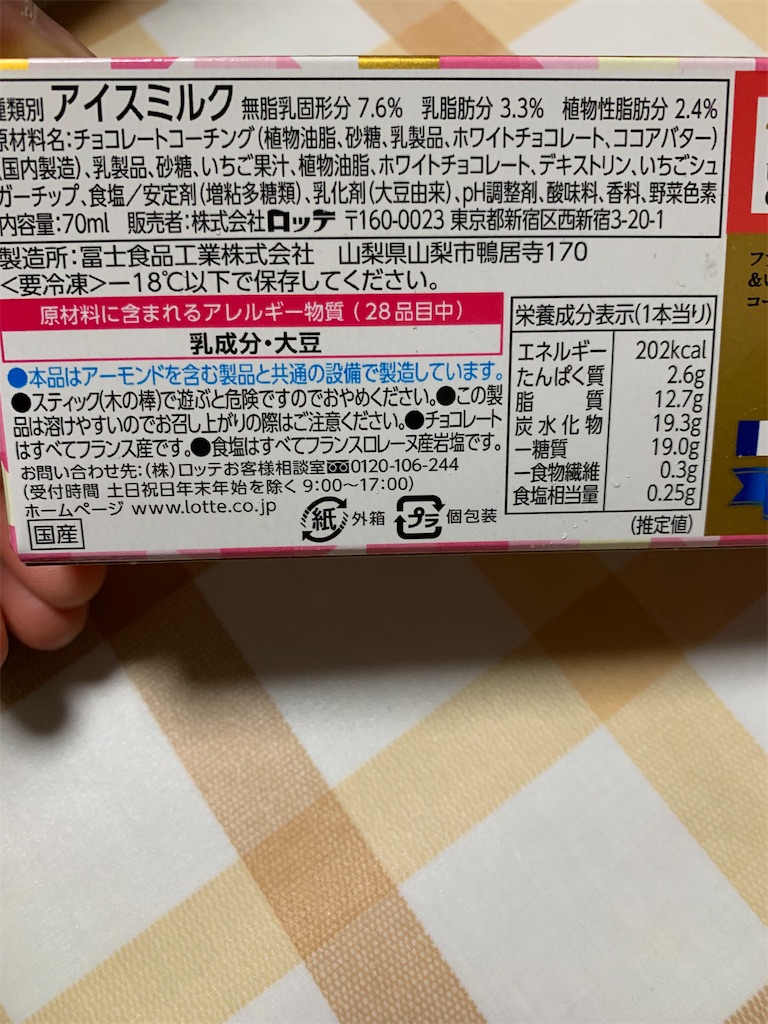 種類別 アイスミルク 無脂乳固形分 7.6% 乳脂肪分 3.3% 植物性脂肪分 2.4%
原材料名:チョコレートコーチング(植物油脂、砂糖、乳製品、ホワイトチョコレート、ココアバター)
(国内製造)、乳製品、砂糖、いちご果汁、植物油脂、ホワイトチョコレート、デキストリン、いちごシュ
ガーチップ、食塩/安定剤(増粘多糖類)、乳化剤(大豆由来)、pH調整剤、酸味料、香料、野菜色素
内容量:70ml 販売者:株式会社ロッテ 〒160-0023 東京都新宿区西新宿3-20-1
製造所:冨士食品工業株式会社 山梨県山梨市鴨居寺170
<要冷凍>-18℃以下で保存してください。
原材料に含まれるアレルギー物質(28品目中)
乳成分・大豆
●本品はアーモンドを含む製品と共通の設備で製造しています。
●スティック(木の棒)で遊ぶと危険ですのでおやめください。●この製
品は溶けやすいのでお召し上がりの際はご注意ください。●チョコレート
はすべてフランス産です。●食塩はすべてフランスロレーヌ産岩塩です。
お問い合わせ先:(株)ロッテお客様相談室 0120-106-244
(受付時間 土日祝日年末年始を除く 9:00~17:00)
ホームページ www.lotte.co.jp
国産
紙 外箱 プラ 個包装
栄養成分表示(1本当り)
エネルギー 202kcal
たんぱく質 2.6g
脂質 12.7g
炭水化物 19.3g
-糖質 19.0g
-食物繊維 0.3g
食塩相当量 0.25g
(推定値)